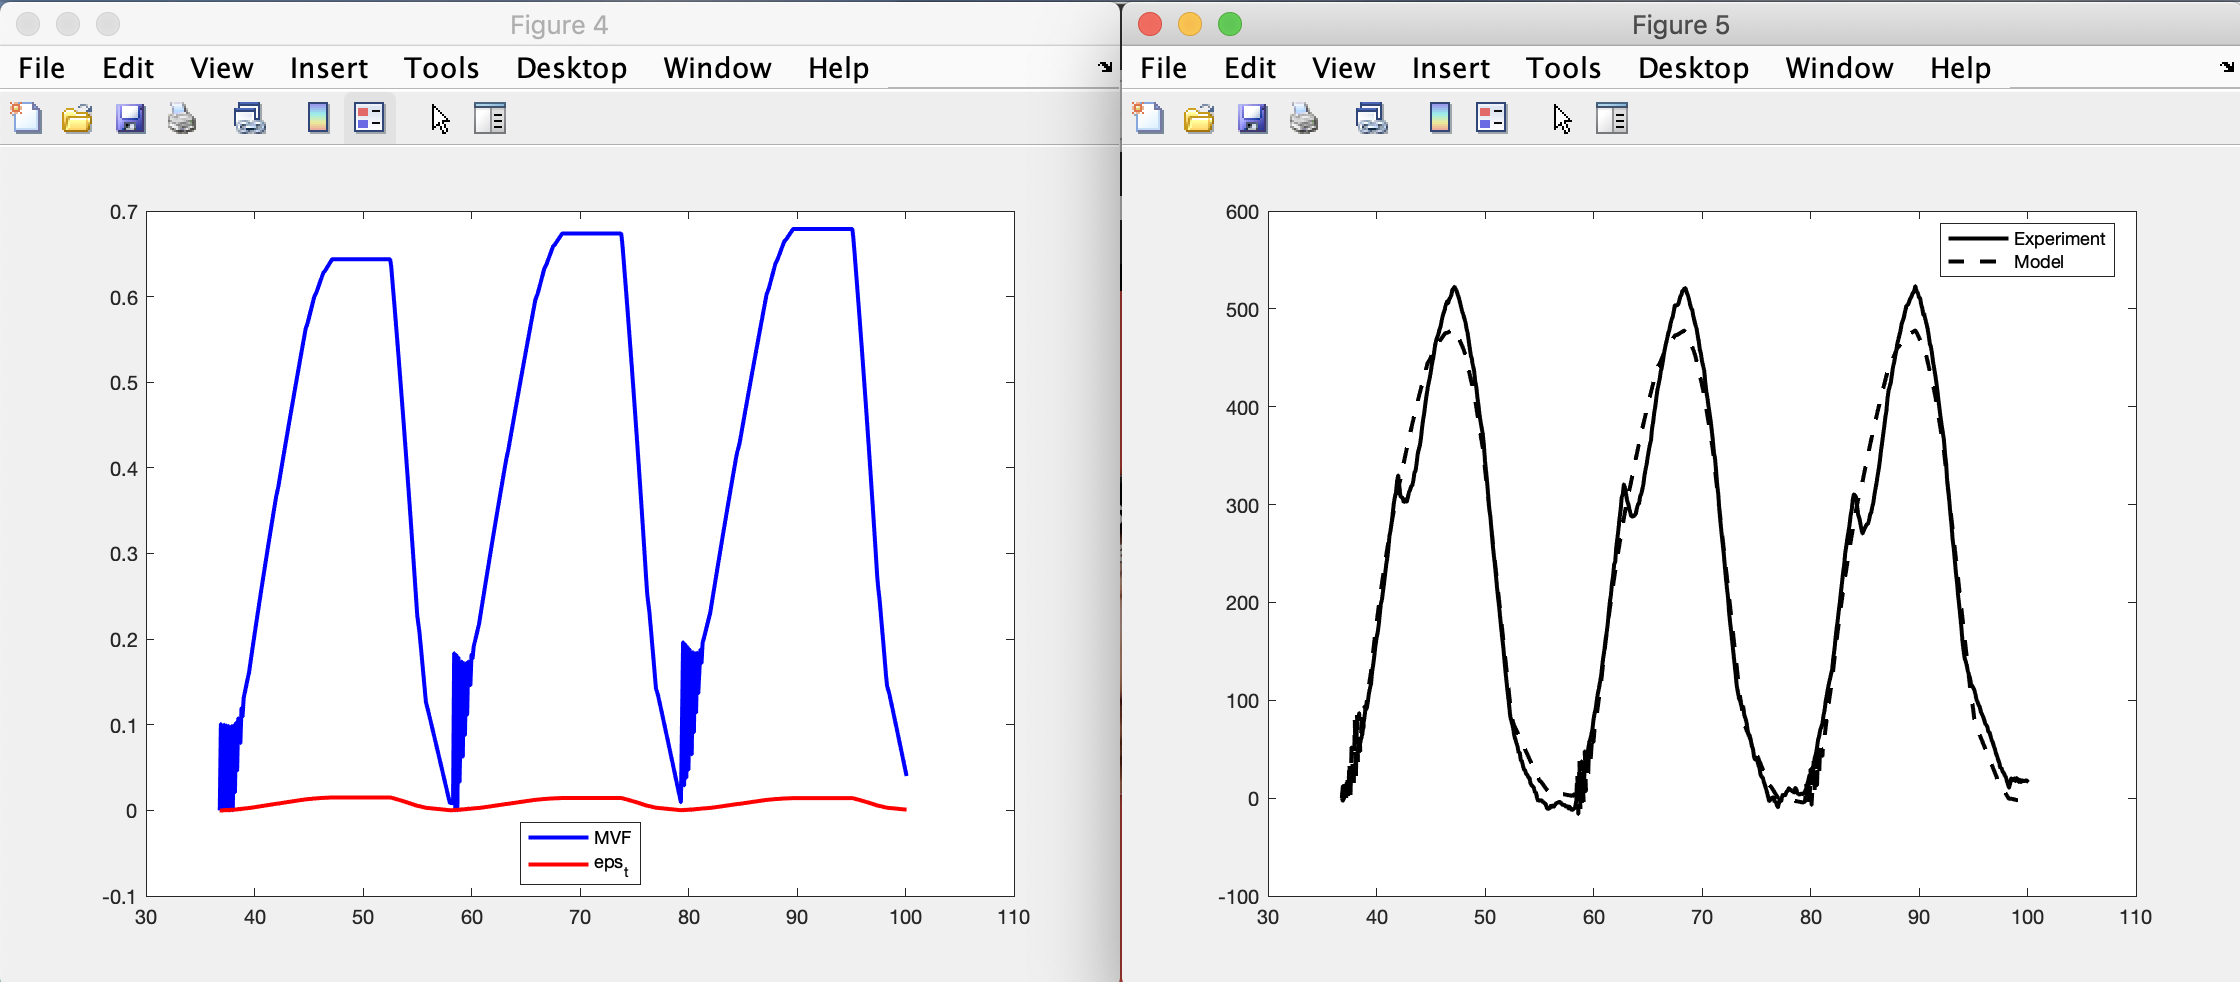 Figure 4
File Edit View Insert Tools Desktop Window Help
0.7
0.6
0.5
0.4
0.3
0.2
0.1
0
-0.1
30 40 50 60 70 80 90 100 110
MVF
eps_t
Figure 5
File Edit View Insert Tools Desktop Window Help
600
500
400
300
200
100
0
-100
30 40 50 60 70 80 90 100 110
Experiment
Model